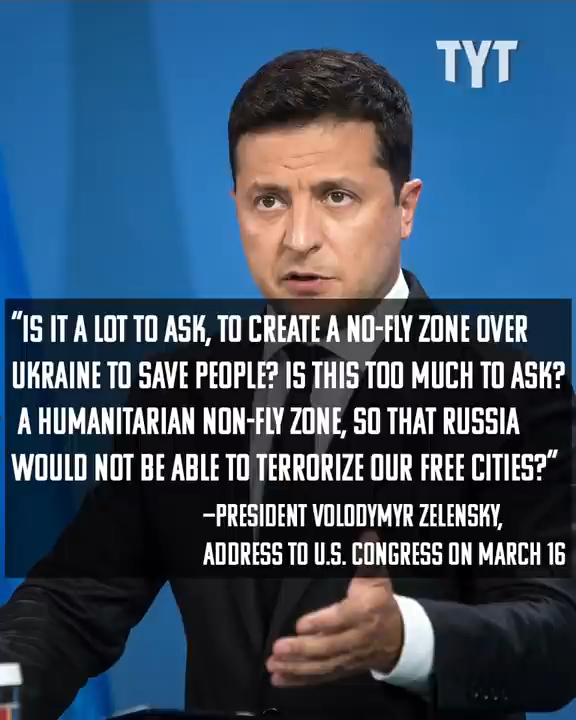 TYT
“IS IT A LOT TO ASK, TO CREATE A NO-FLY ZONE OVER
UKRAINE TO SAVE PEOPLE? IS THIS TOO MUCH TO ASK?
A HUMANITARIAN NON-FLY ZONE, SO THAT RUSSIA
WOULD NOT BE ABLE TO TERRORIZE OUR FREE CITIES?”
–PRESIDENT VOLODYMYR ZELENSKY,
ADDRESS TO U.S. CONGRESS ON MARCH 16